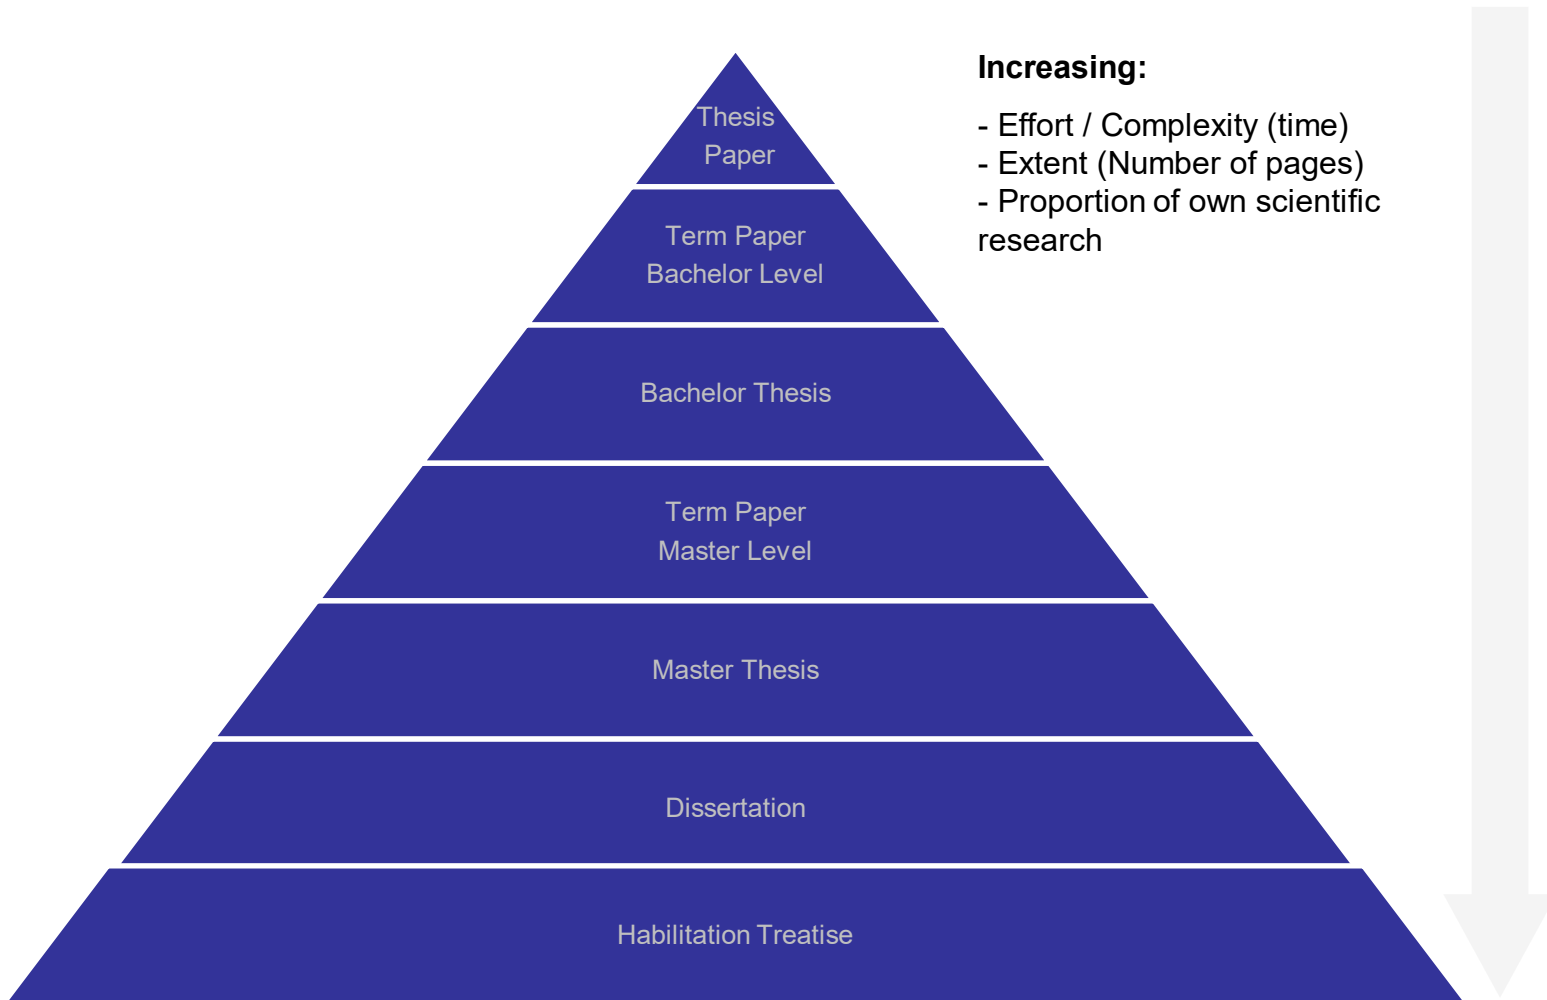 Increasing:
- Effort / Complexity (time)
- Extent (Number of pages)
- Proportion of own scientific
research
Thesis
Paper
Term Paper
Bachelor Level
Bachelor Thesis
Term Paper
Master Level
Master Thesis
Dissertation
Habilitation Treatise